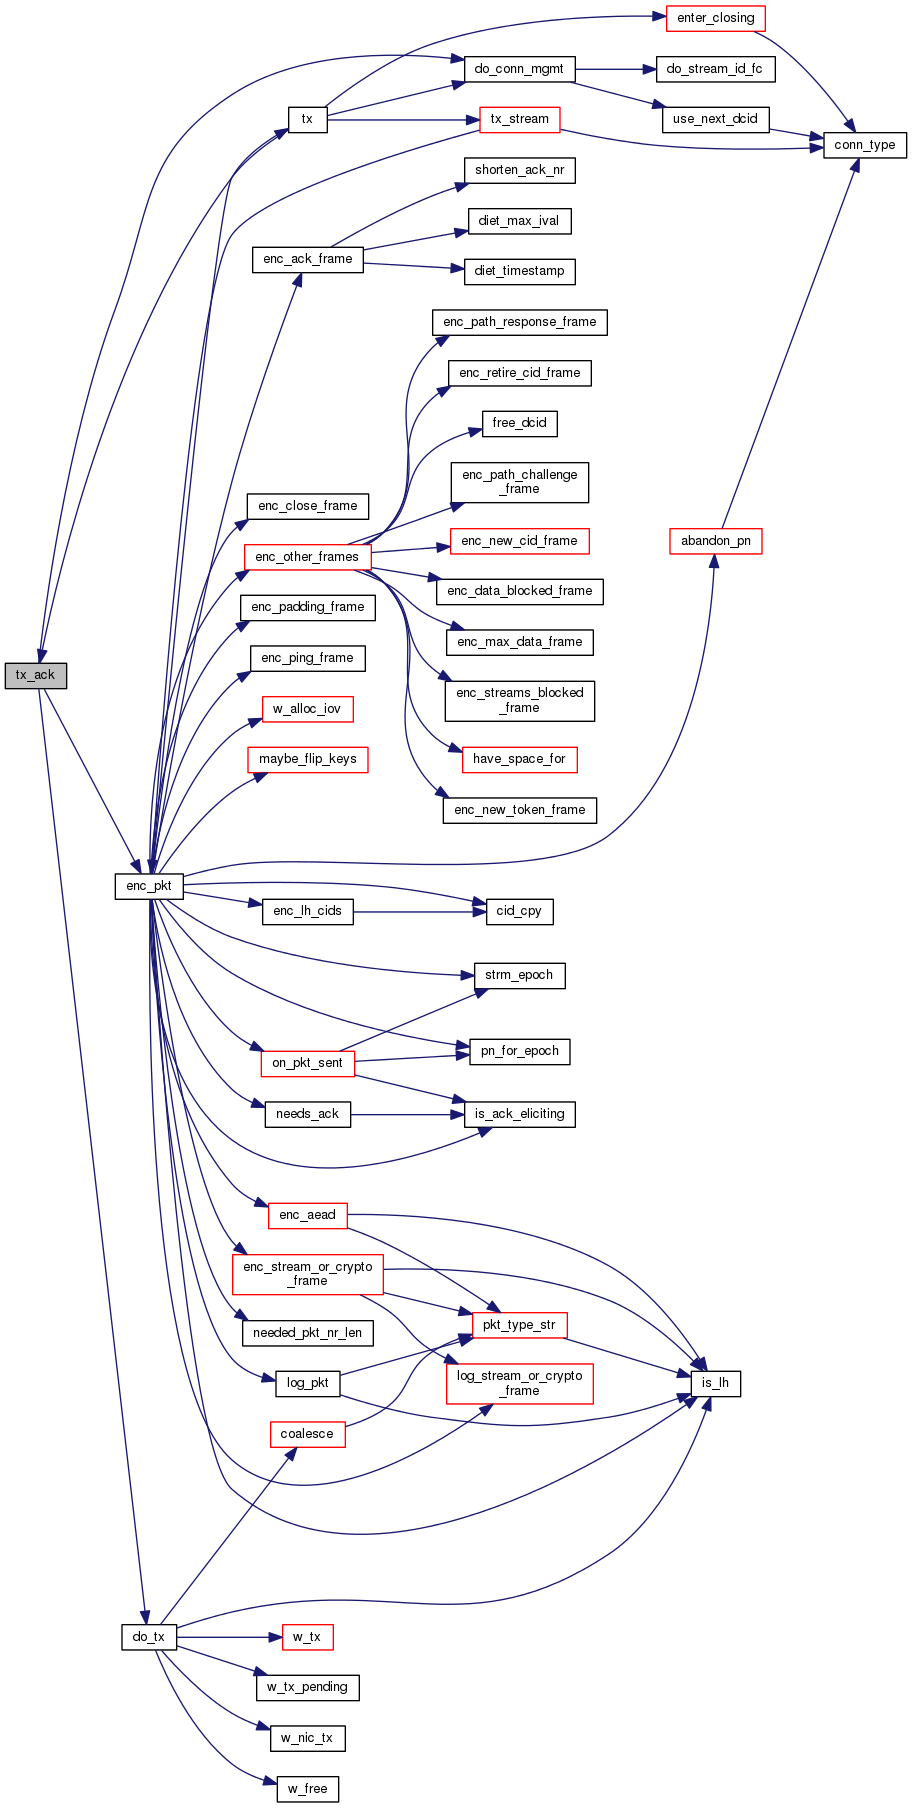 enter_closing
do_conn_mgmt
do_stream_id_fc
tx
tx_stream
use_next_dcid
conn_type
shorten_ack_nr
diet_max_ival
enc_ack_frame
diet_timestamp
enc_path_response_frame
enc_retire_cid_frame
free_dcid
enc_path_challenge
_frame
enc_close_frame
enc_new_cid_frame
abandon_pn
enc_other_frames
enc_data_blocked_frame
enc_padding_frame
enc_max_data_frame
enc_ping_frame
tx_ack
enc_streams_blocked
_frame
w_alloc_iov
maybe_flip_keys
have_space_for
enc_new_token_frame
enc_pkt
enc_lh_cids
cid_cpy
strm_epoch
on_pkt_sent
pn_for_epoch
needs_ack
is_ack_eliciting
enc_aead
enc_stream_or_crypto
_frame
needed_pkt_nr_len
pkt_type_str
log_pkt
log_stream_or_crypto
_frame
is_lh
coalesce
do_tx
w_tx
w_tx_pending
w_nic_tx
w_free